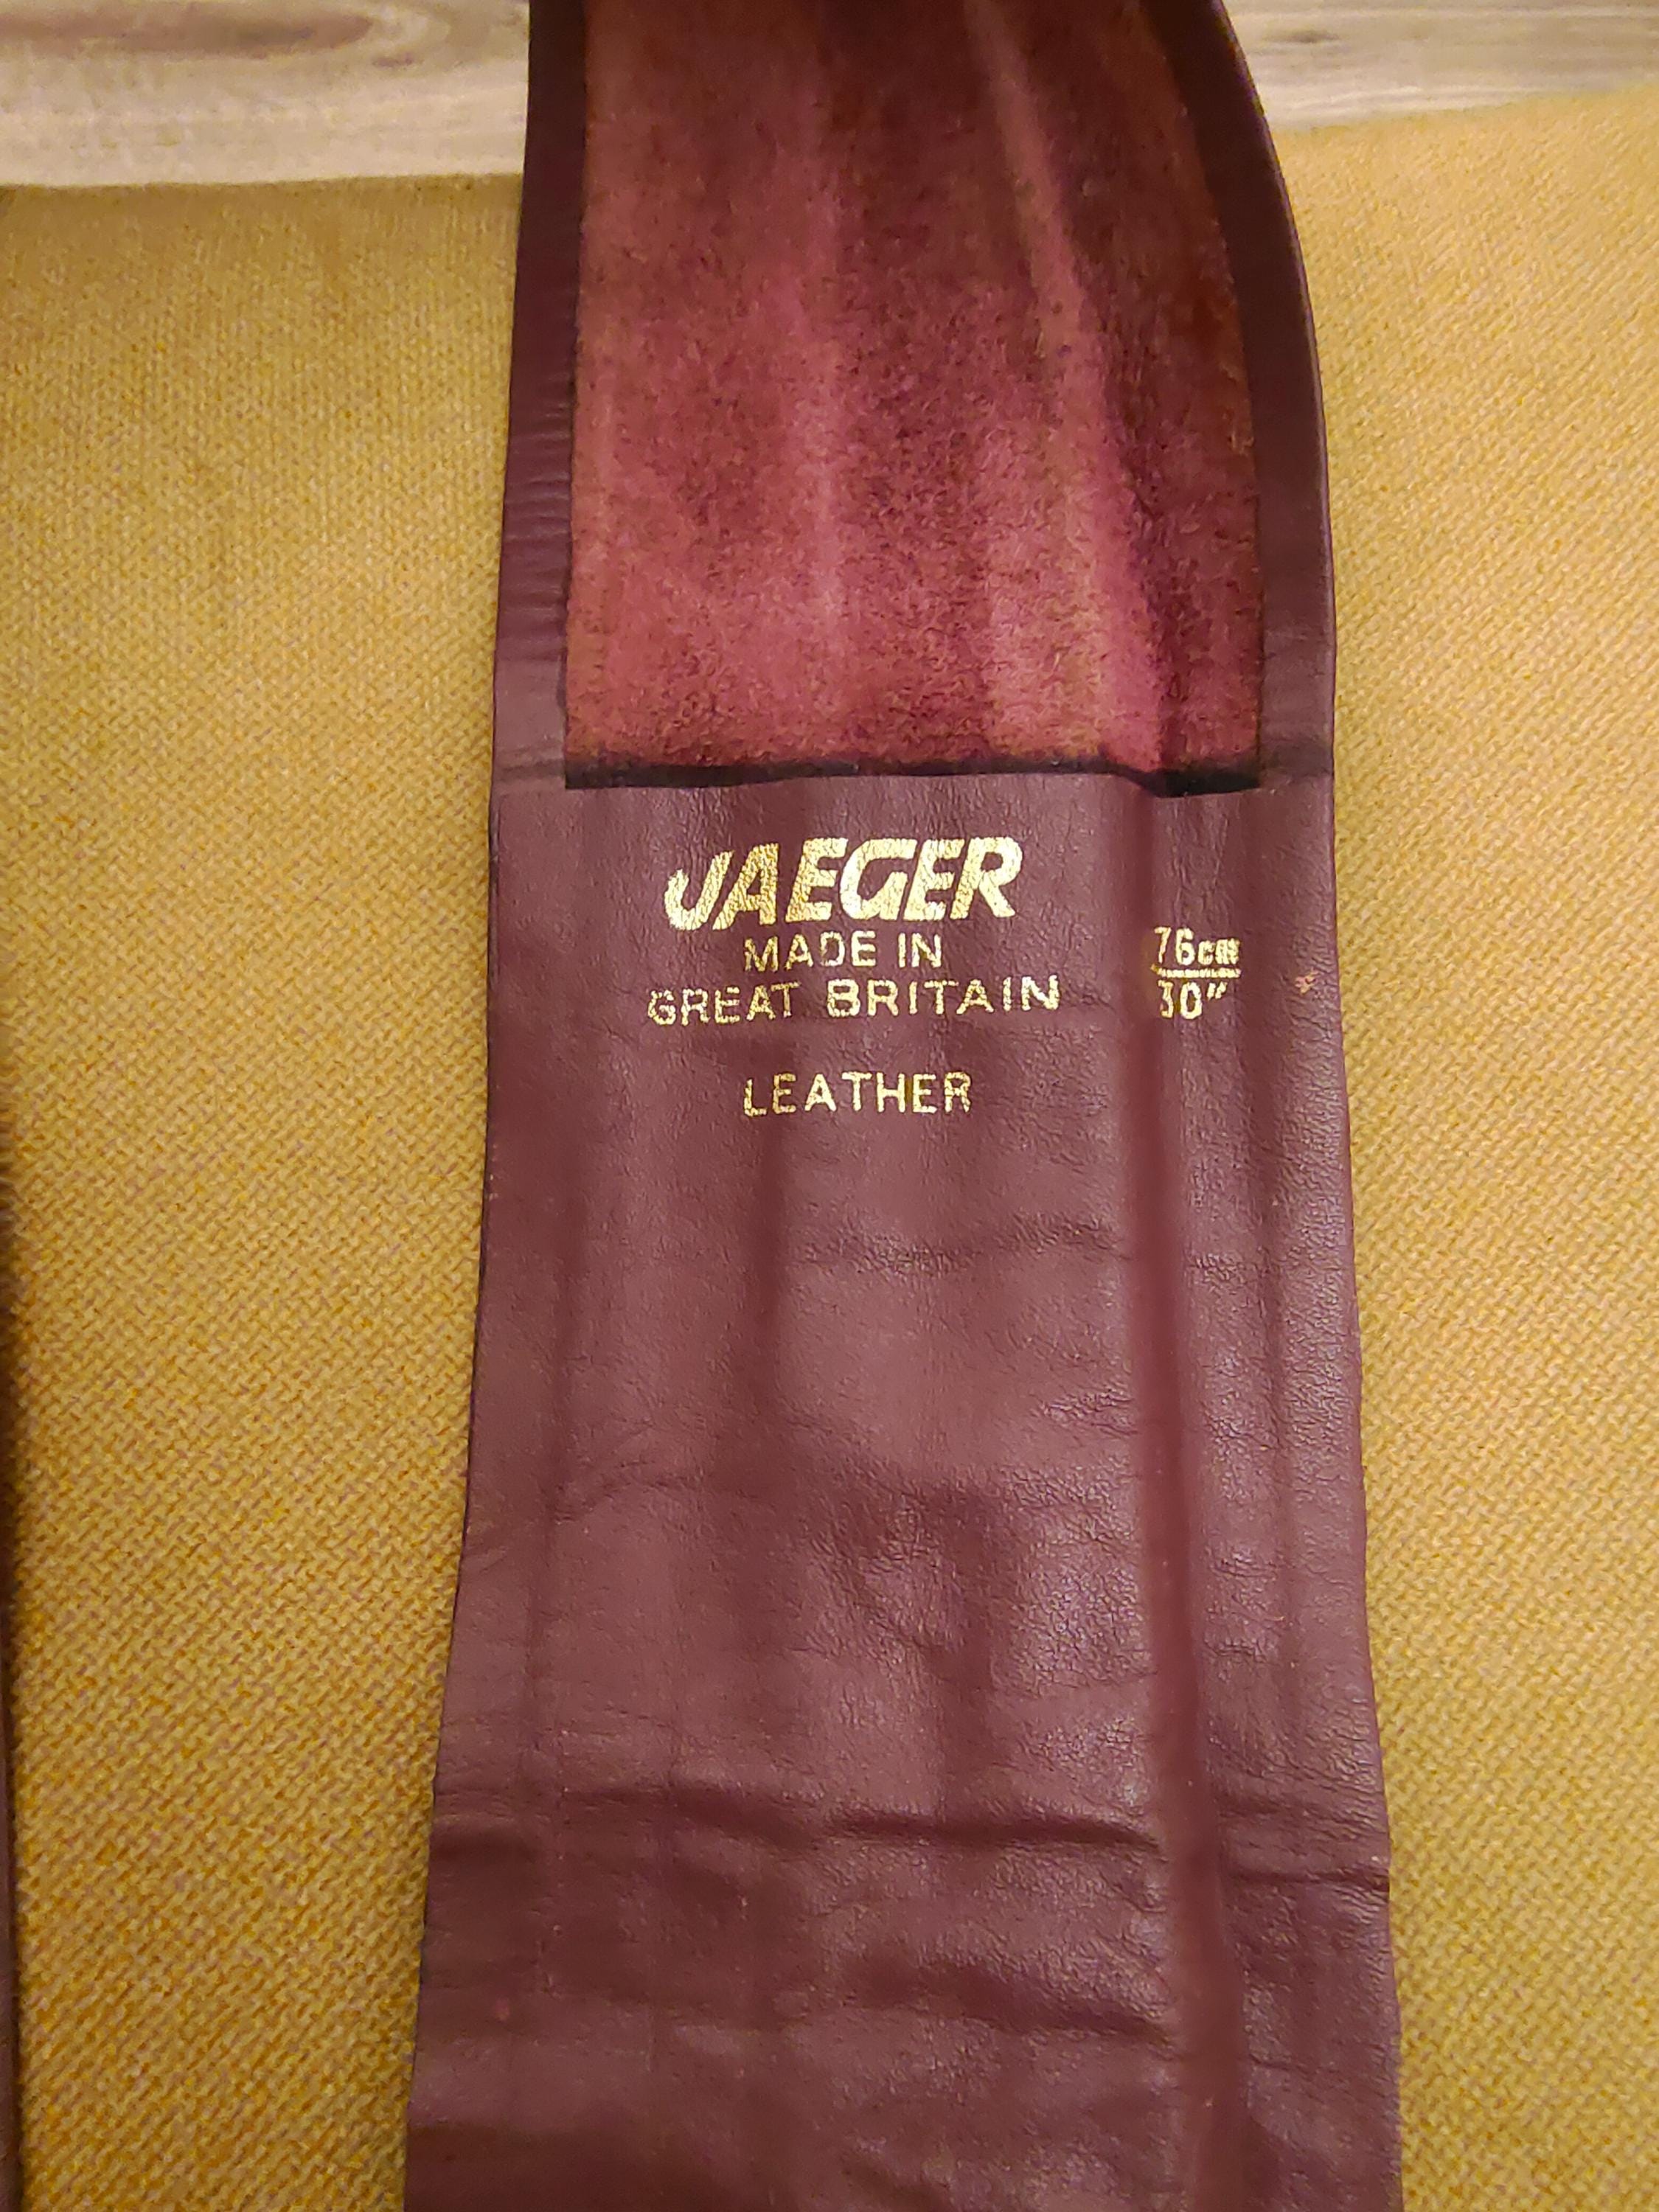 JAEGER
MADE IN
GREAT BRITAIN
LEATHER
76cm
30"